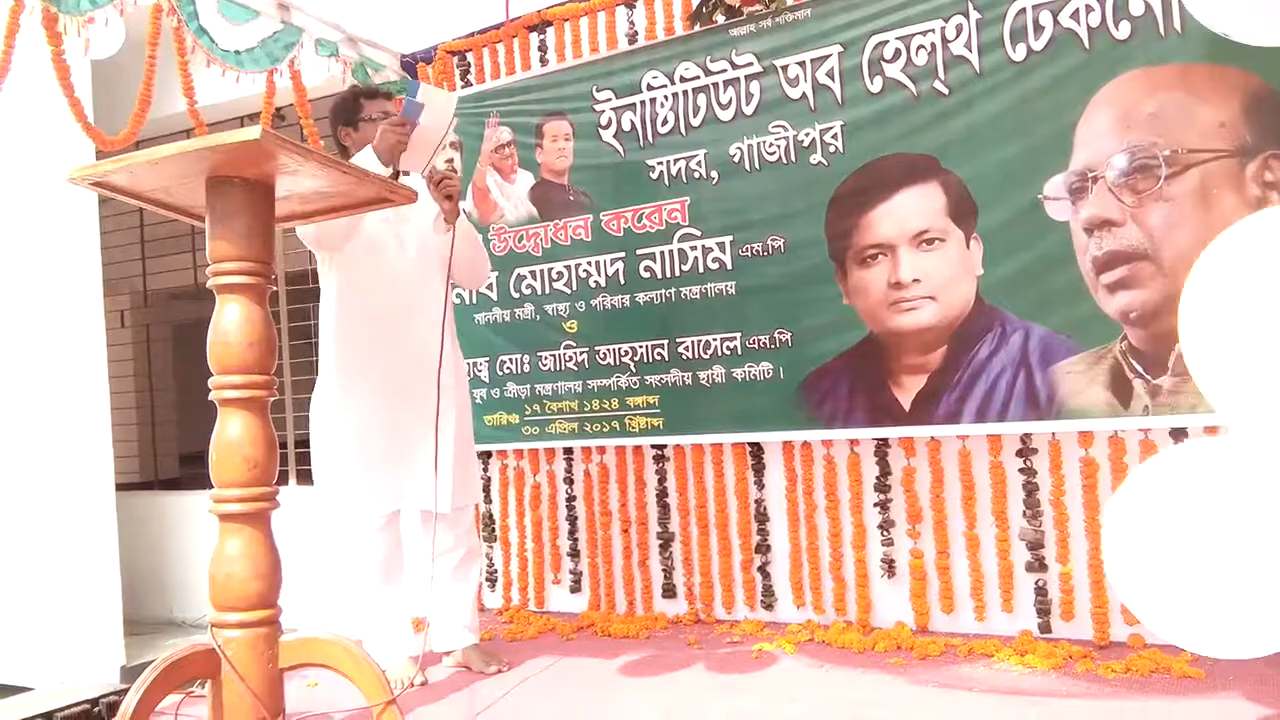 আল্লাহ সর্ব শক্তিমান
ইনষ্টিটিউট অব হেল্থ টেকনো
সদর, গাজীপুর
উদ্বোধন করেন
মোহাম্মদ নাসিম এম.পি
মাননীয় মন্ত্রী, স্বাস্থ্য ও পরিবার কল্যাণ মন্ত্রণালয়
ও
মোঃ জাহিদ আহ্সান রাসেল এম.পি
যুব ও ক্রীড়া মন্ত্রণালয় সম্পর্কিত সংসদীয় স্থায়ী কমিটি।
তারিখঃ ১৭ বৈশাখ ১৪২৪ বঙ্গাব্দ
৩০ এপ্রিল ২০১৭ খ্রিষ্টাব্দ